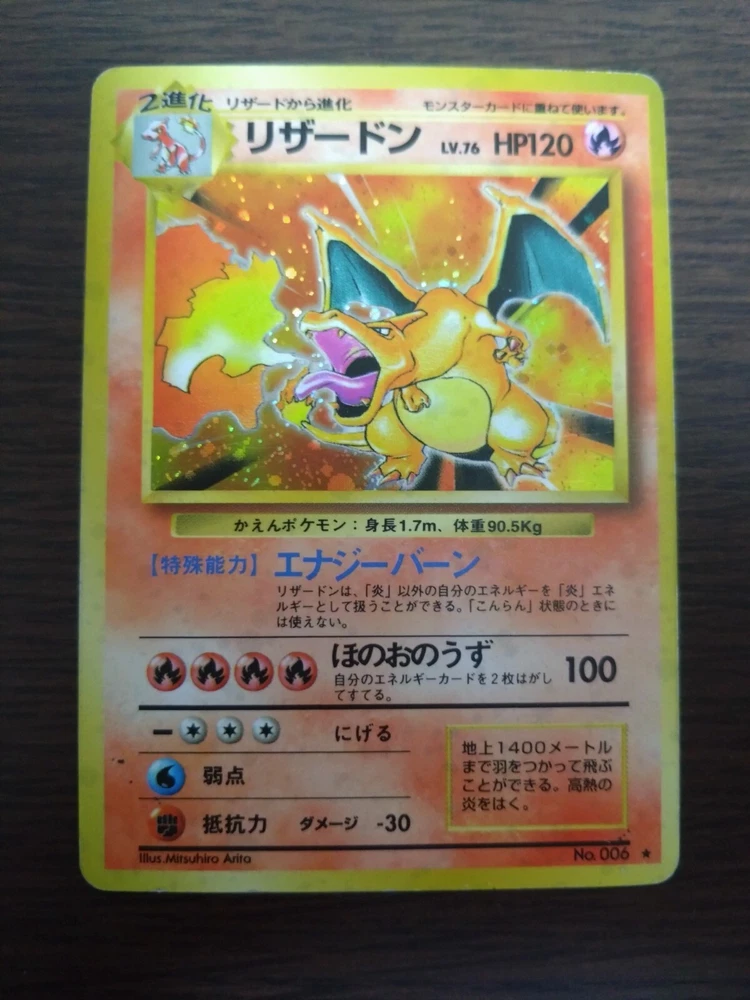 2進化 リザードから進化 モンスターカードに重ねて使います。
リザードン LV.76 HP120
かえんポケモン：身長1.7m、体重90.5Kg
【特殊能力】エナジーバーン
リザードンは、「炎」以外の自分のエネルギーを「炎」エネ
ルギーとして扱うことができる。「こんらん」状態のときに
は使えない。
ほのおのうず 100
自分のエネルギーカードを2枚はがし
てすてる。
ー にげる
弱点
抵抗力 ダメージ -30
地上1400メートル
まで羽をつかって飛ぶ
ことができる。高熱の
炎をはく。
Illus.Mitsuhiro Arita
No. 006 ★